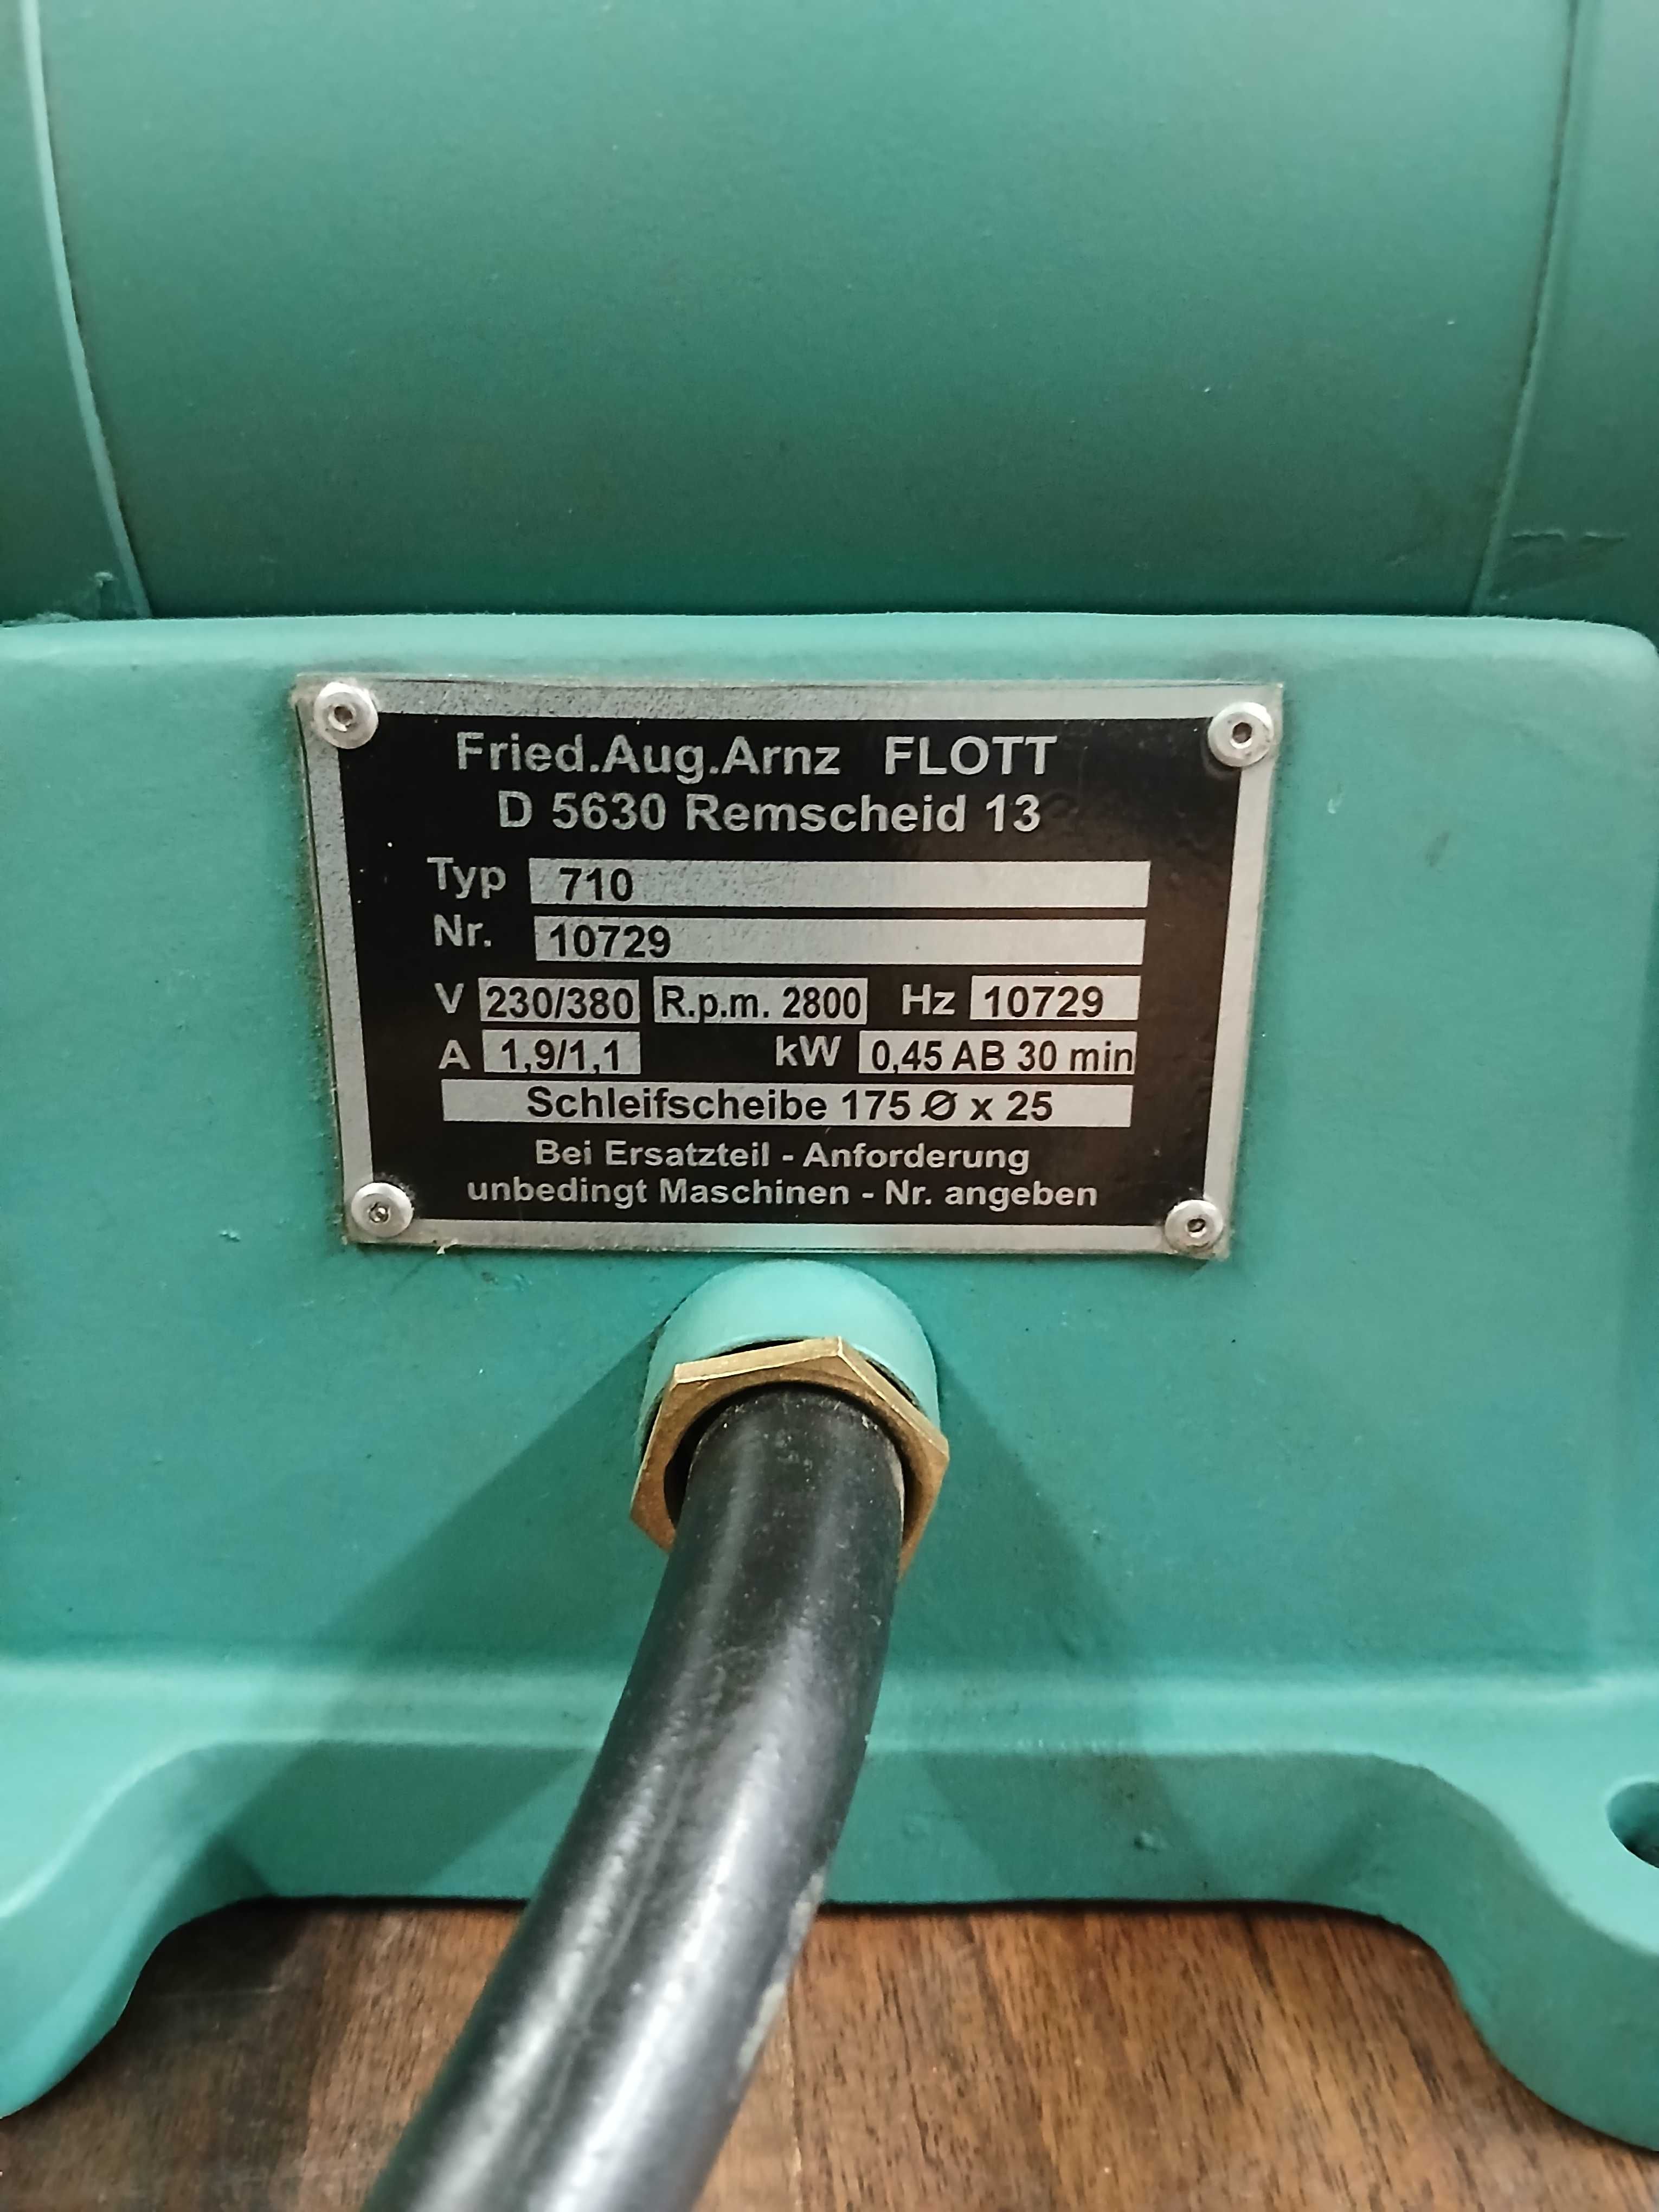 Fried.Aug.Arnz FLOTT
D 5630 Remscheid 13
Typ 710
Nr. 10729
V 230/380 R.p.m. 2800 Hz 10729
A 1,9/1,1 kW 0,45 AB 30 min
Schleifscheibe 175 Ø x 25
Bei Ersatzteil - Anforderung
unbedingt Maschinen - Nr. angeben